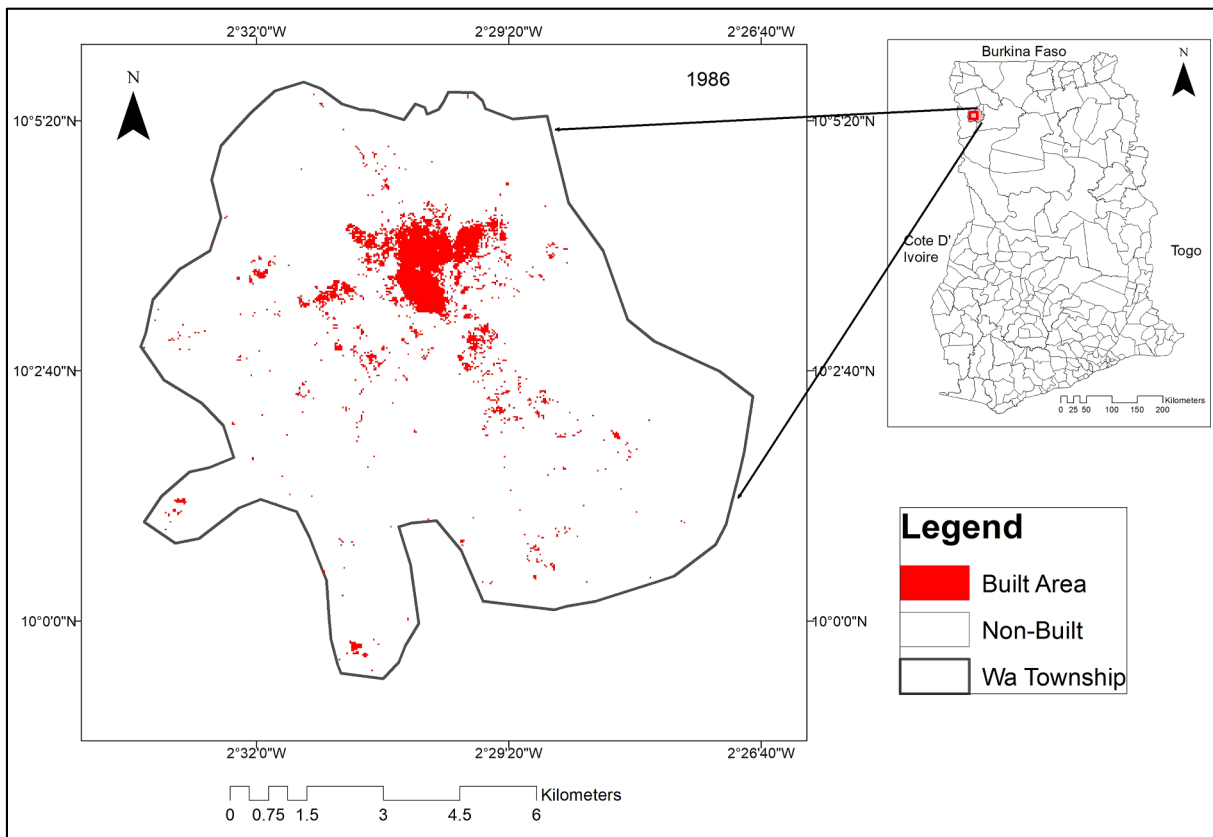 2°32'0"W 2°29'20"W 2°26'40"W
N
1986
10°5'20"N
10°5'20"N
10°2'40"N
10°2'40"N
10°0'0"N
10°0'0"N
2°32'0"W 2°29'20"W 2°26'40"W
Kilometers
0 0.75 1.5 3 4.5 6
Burkina Faso
N
Cote D'
Ivoire
Togo
Kilometers
0 25 50 100 150 200
Legend
Built Area
Non-Built
Wa Township